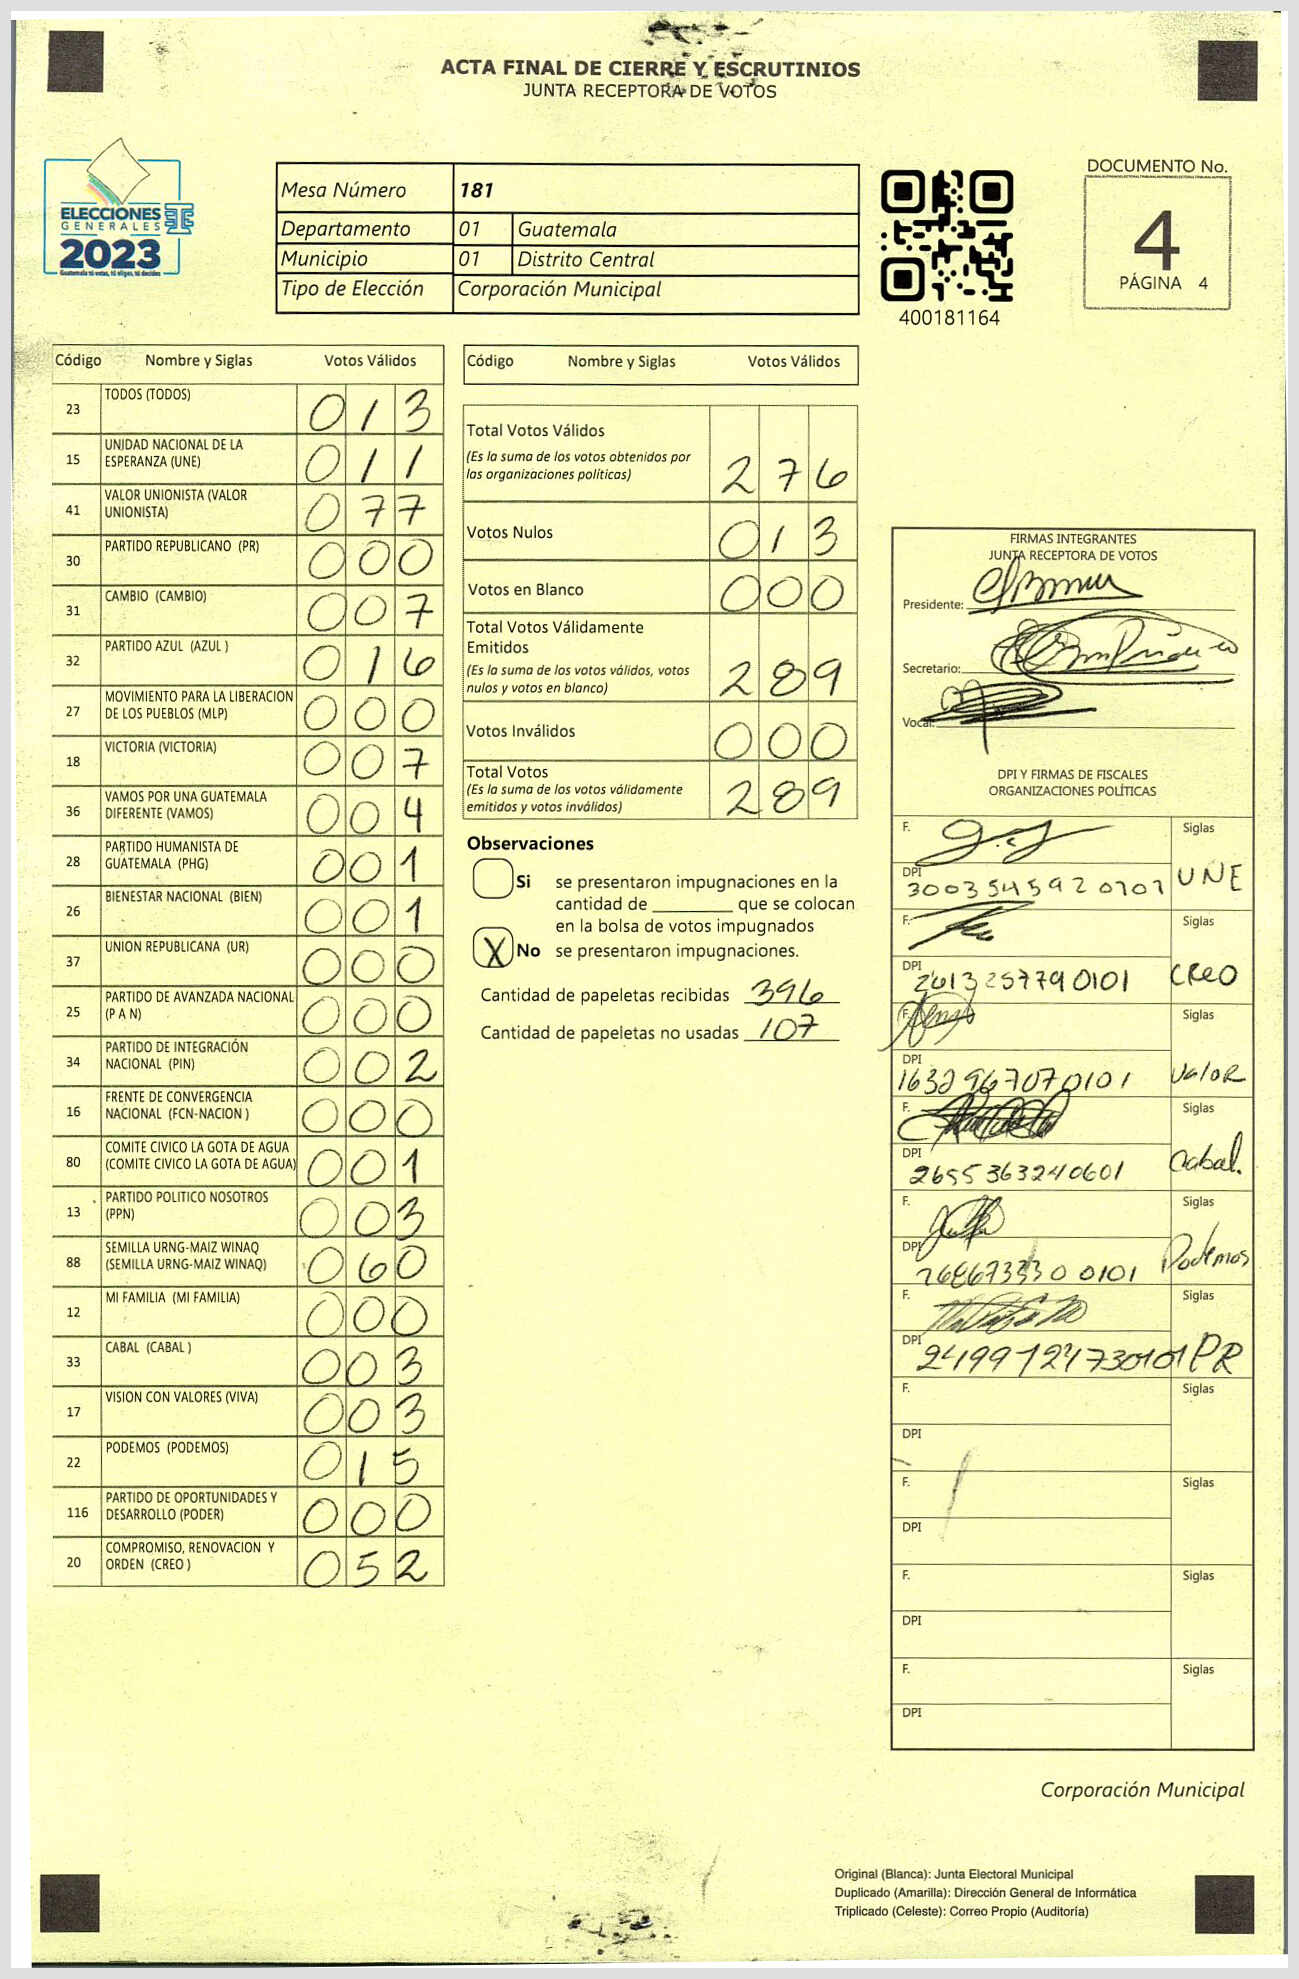 ACTA FINAL DE CIERRE Y ESCRUTINIOS
JUNTA RECEPTORA DE VOTOS
ELECCIONES
GENERALES
2023
Guatemala tú votas, tú eliges, tú decides
Mesa Número 181
Departamento 01 Guatemala
Municipio 01 Distrito Central
Tipo de Elección Corporación Municipal
400181164
DOCUMENTO No.
4
PÁGINA 4
Código Nombre y Siglas Votos Válidos
23 TODOS (TODOS) 013
15 UNIDAD NACIONAL DE LA
ESPERANZA (UNE) 011
41 VALOR UNIONISTA (VALOR
UNIONISTA) 077
30 PARTIDO REPUBLICANO (PR) 000
31 CAMBIO (CAMBIO) 007
32 PARTIDO AZUL (AZUL ) 016
27 MOVIMIENTO PARA LA LIBERACION
DE LOS PUEBLOS (MLP) 000
18 VICTORIA (VICTORIA) 007
36 VAMOS POR UNA GUATEMALA
DIFERENTE (VAMOS) 004
28 PARTIDO HUMANISTA DE
GUATEMALA (PHG) 001
26 BIENESTAR NACIONAL (BIEN) 001
37 UNION REPUBLICANA (UR) 000
25 PARTIDO DE AVANZADA NACIONAL
(P A N) 000
34 PARTIDO DE INTEGRACIÓN
NACIONAL (PIN) 002
16 FRENTE DE CONVERGENCIA
NACIONAL (FCN-NACION ) 000
80 COMITE CIVICO LA GOTA DE AGUA
(COMITE CIVICO LA GOTA DE AGUA) 001
13 PARTIDO POLITICO NOSOTROS
(PPN) 003
88 SEMILLA URNG-MAIZ WINAQ
(SEMILLA URNG-MAIZ WINAQ) 060
12 MI FAMILIA (MI FAMILIA) 000
33 CABAL (CABAL ) 003
17 VISION CON VALORES (VIVA) 003
22 PODEMOS (PODEMOS) 015
116 PARTIDO DE OPORTUNIDADES Y
DESARROLLO (PODER) 000
20 COMPROMISO, RENOVACION Y
ORDEN (CREO ) 052
Código Nombre y Siglas Votos Válidos
Total Votos Válidos
(Es la suma de los votos obtenidos por
las organizaciones políticas) 276
Votos Nulos 013
Votos en Blanco 000
Total Votos Válidamente
Emitidos
(Es la suma de los votos válidos, votos
nulos y votos en blanco) 289
Votos Inválidos 000
Total Votos
(Es la suma de los votos válidamente
emitidos y votos inválidos) 289
Observaciones
Si se presentaron impugnaciones en la
cantidad de ________ que se colocan
en la bolsa de votos impugnados
X No se presentaron impugnaciones.
Cantidad de papeletas recibidas 396
Cantidad de papeletas no usadas 107
FIRMAS INTEGRANTES
JUNTA RECEPTORA DE VOTOS
Presidente:
Secretario:
Vocal:
DPI Y FIRMAS DE FISCALES
ORGANIZACIONES POLÍTICAS
F. Siglas
DPI 3003545920707 UNE
F. Siglas
DPI 2613257790101 CREO
F. Siglas
DPI 1632967070101 VALOR
F. Siglas
DPI 2655363240601 Cabal.
F. Siglas
DPI Podemos
F. Siglas
DPI PR
F. Siglas
DPI
F. Siglas
DPI
F. Siglas
DPI
F. Siglas
DPI
Corporación Municipal
Original (Blanca): Junta Electoral Municipal
Duplicado (Amarilla): Dirección General de Informática
Triplicado (Celeste): Correo Propio (Auditoría)